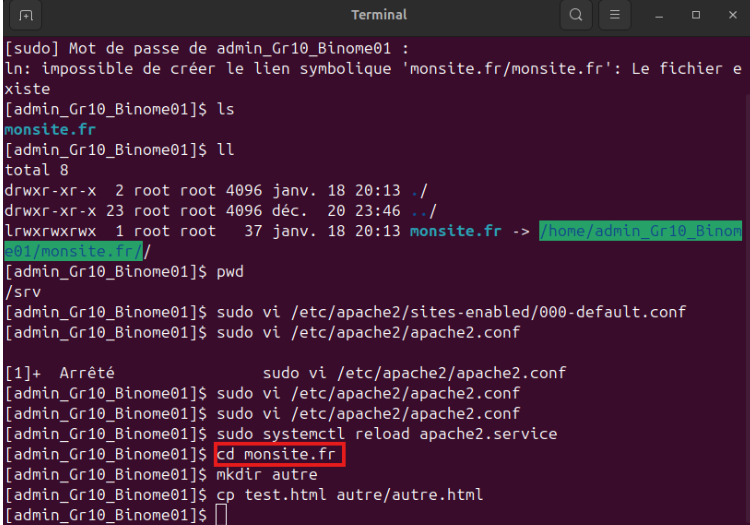 Terminal
[sudo] Mot de passe de admin_Gr10_Binome01 :
ln: impossible de créer le lien symbolique 'monsite.fr/monsite.fr': Le fichier e
xiste
[admin_Gr10_Binome01]$ ls
monsite.fr
[admin_Gr10_Binome01]$ ll
total 8
drwxr-xr-x  2 root root 4096 janv. 18 20:13 ./
drwxr-xr-x 23 root root 4096 déc.  20 23:46 ../
lrwxrwxrwx  1 root root   37 janv. 18 20:13 monsite.fr -> /home/admin_Gr10_Binom
e01/monsite.fr//
[admin_Gr10_Binome01]$ pwd
/srv
[admin_Gr10_Binome01]$ sudo vi /etc/apache2/sites-enabled/000-default.conf
[admin_Gr10_Binome01]$ sudo vi /etc/apache2/apache2.conf
[1]+  Arrêté                 sudo vi /etc/apache2/apache2.conf
[admin_Gr10_Binome01]$ sudo vi /etc/apache2/apache2.conf
[admin_Gr10_Binome01]$ sudo vi /etc/apache2/apache2.conf
[admin_Gr10_Binome01]$ sudo systemctl reload apache2.service
[admin_Gr10_Binome01]$ cd monsite.fr
[admin_Gr10_Binome01]$ mkdir autre
[admin_Gr10_Binome01]$ cp test.html autre/autre.html
[admin_Gr10_Binome01]$